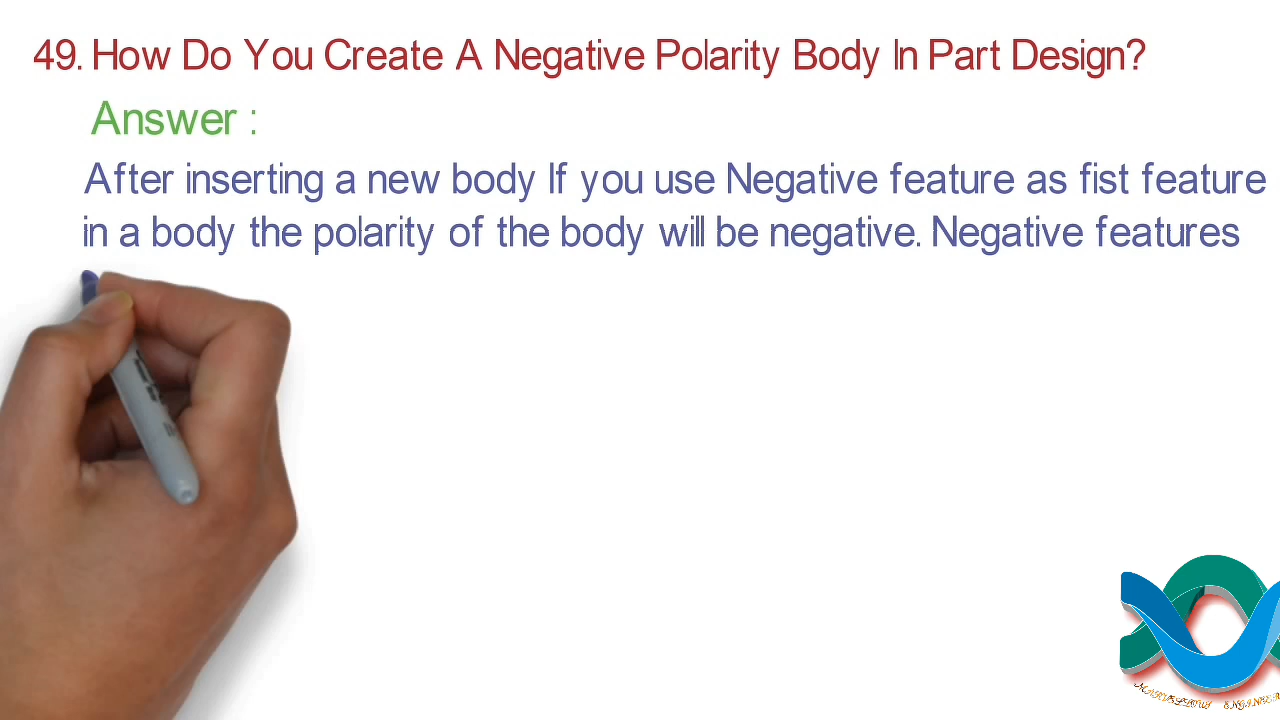 49. How Do You Create A Negative Polarity Body In Part Design?
Answer :
After inserting a new body If you use Negative feature as fist feature
in a body the polarity of the body will be negative. Negative features